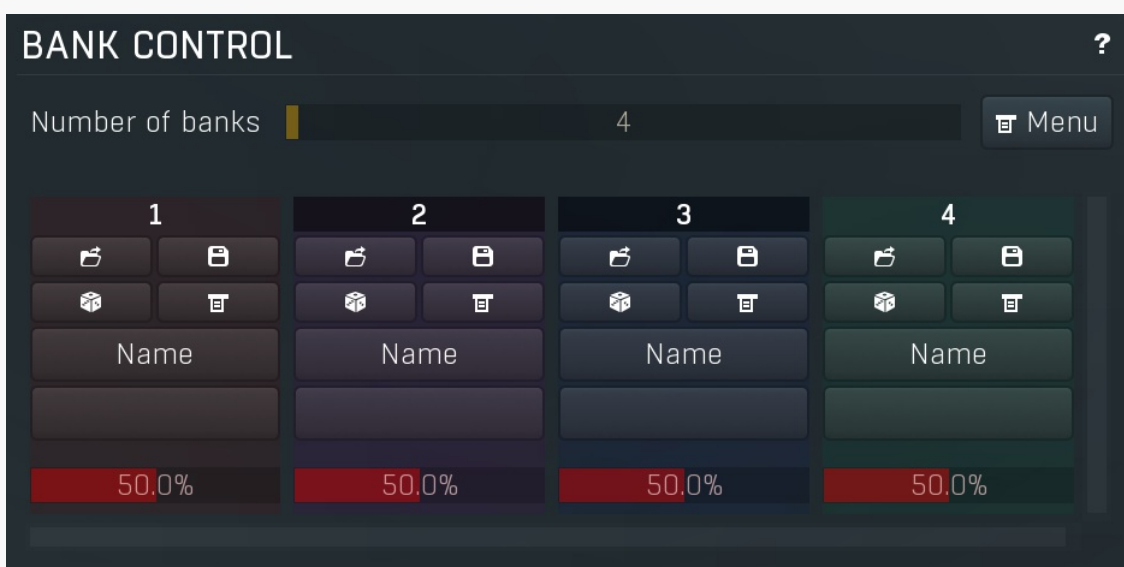 BANK CONTROL ?
Number of banks 4 Menu
1 2 3 4
Name Name Name Name
50.0% 50.0% 50.0% 50.0%